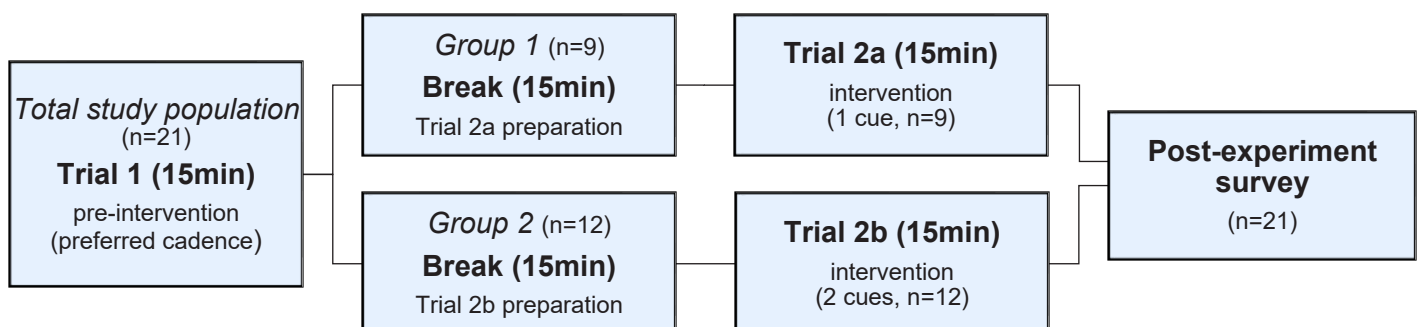 Total study population
(n=21)
Trial 1 (15min)
pre-intervention
(preferred cadence)
Group 1 (n=9)
Break (15min)
Trial 2a preparation
Group 2 (n=12)
Break (15min)
Trial 2b preparation
Trial 2a (15min)
intervention
(1 cue, n=9)
Trial 2b (15min)
intervention
(2 cues, n=12)
Post-experiment
survey
(n=21)